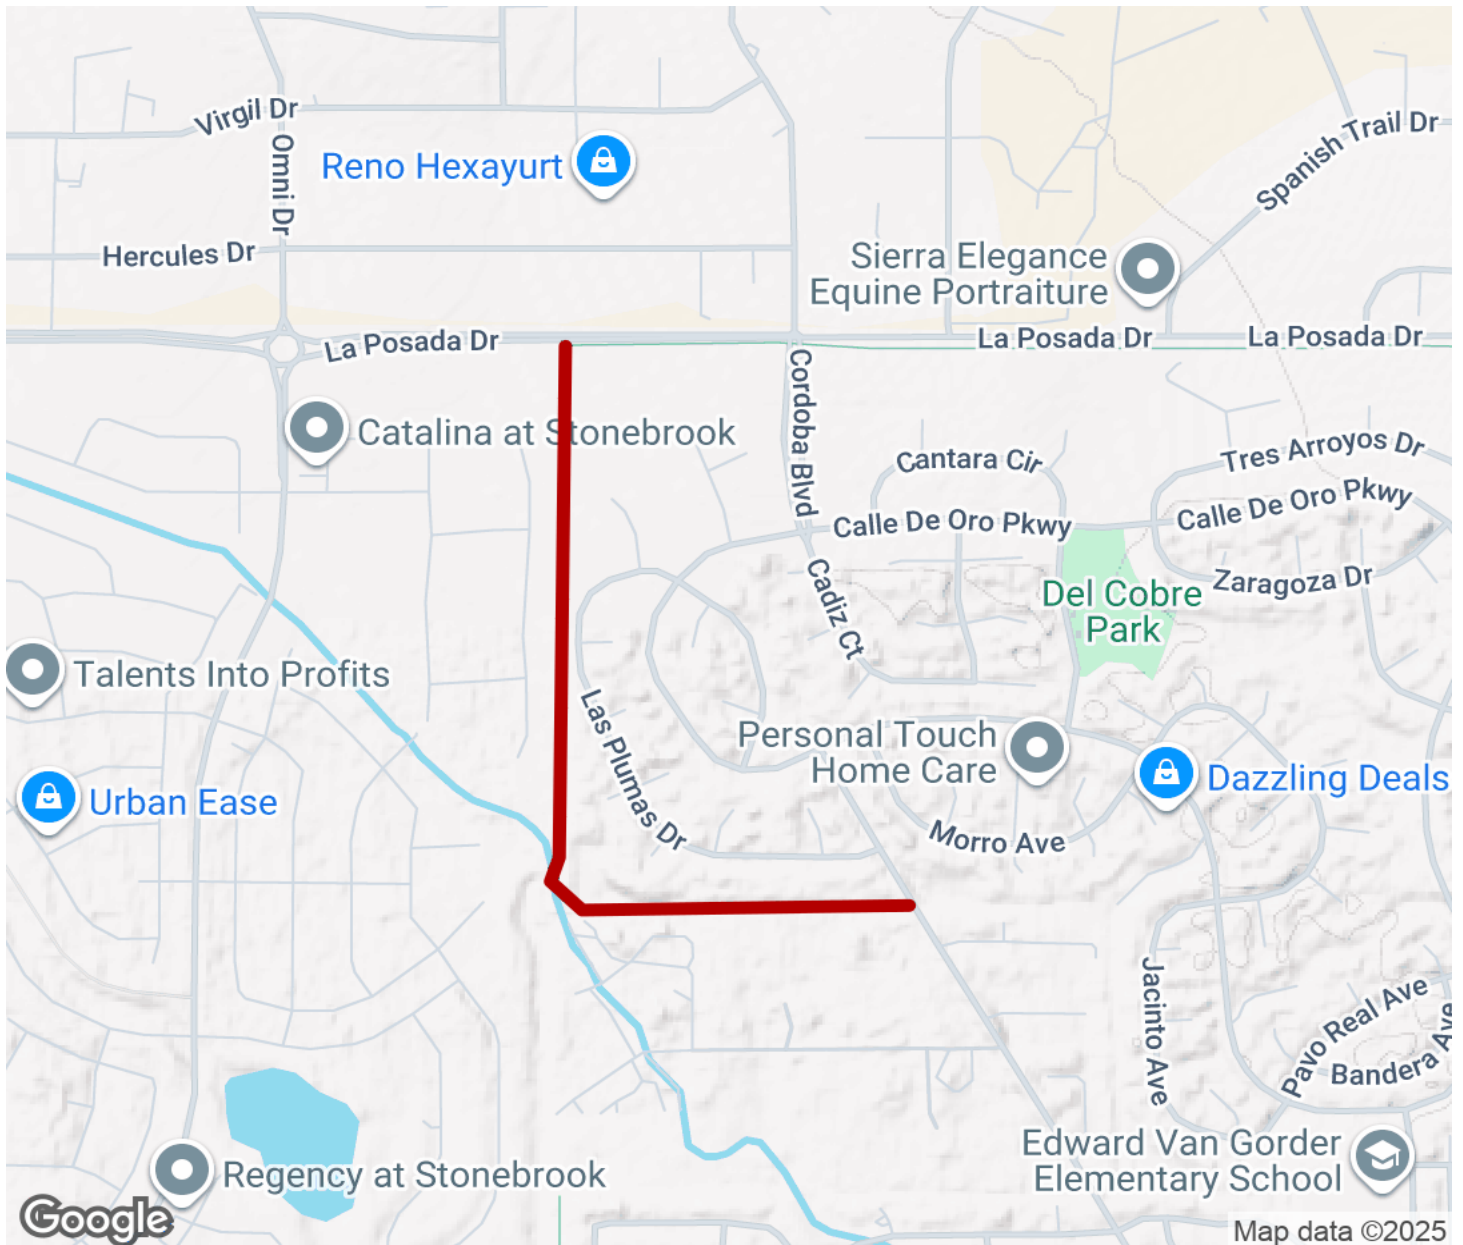 Virgil Dr
Omni Dr
Spanish Trail Dr
Reno Hexayurt
Hercules Dr
Sierra Elegance
Equine Portraiture
La Posada Dr
La Posada Dr
La Posada Dr
Cordoba Blvd
Catalina at Stonebrook
Cantara Cir
Tres Arroyos Dr
Calle De Oro Pkwy
Calle De Oro Pkwy
Cadiz Ct
Zaragoza Dr
Del Cobre
Park
Talents Into Profits
Las Plumas Dr
Personal Touch
Home Care
Dazzling Deals
Urban Ease
Morro Ave
Jacinto Ave
Pavo Real Ave
Bandera Ave
Edward Van Gorder
Elementary School
Regency at Stonebrook
Google
Map data ©2025